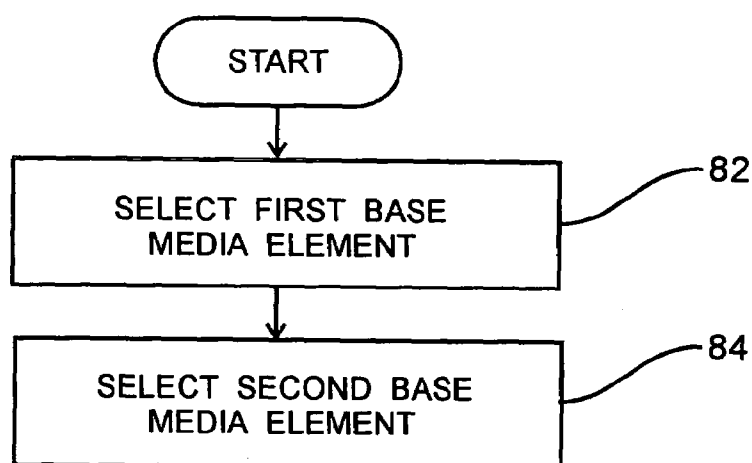 START
SELECT FIRST BASE
MEDIA ELEMENT
82
SELECT SECOND BASE
MEDIA ELEMENT
84